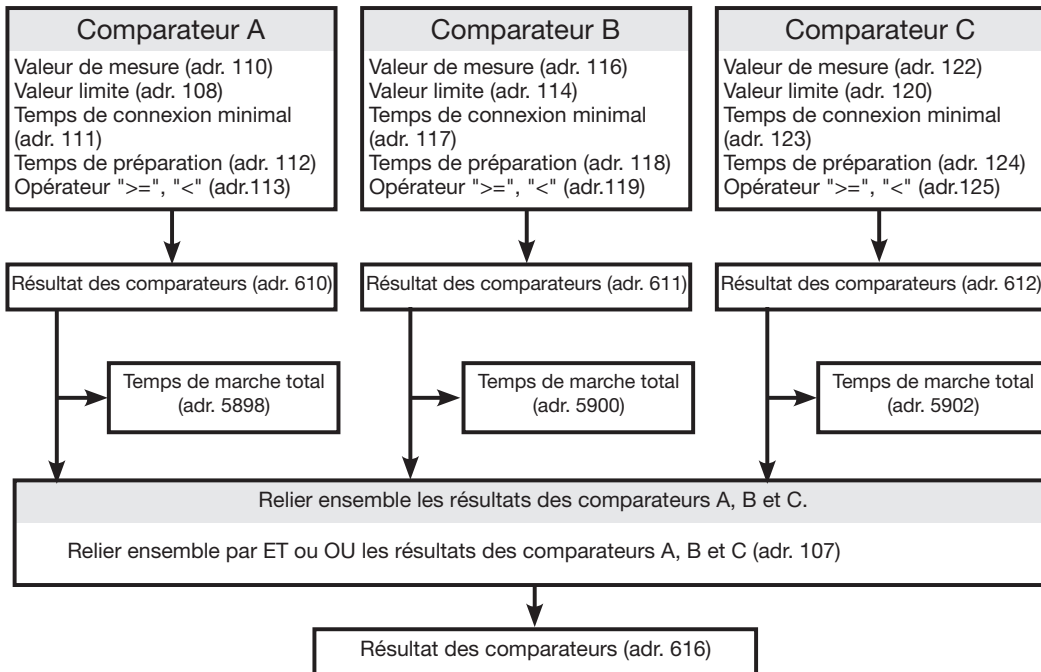 Comparateur A
Valeur de mesure (adr. 110)
Valeur limite (adr. 108)
Temps de connexion minimal
(adr. 111)
Temps de préparation (adr. 112)
Opérateur ">=", "<" (adr.113)
Comparateur B
Valeur de mesure (adr. 116)
Valeur limite (adr. 114)
Temps de connexion minimal
(adr. 117)
Temps de préparation (adr. 118)
Opérateur ">=", "<" (adr.119)
Comparateur C
Valeur de mesure (adr. 122)
Valeur limite (adr. 120)
Temps de connexion minimal
(adr. 123)
Temps de préparation (adr. 124)
Opérateur ">=", "<" (adr.125)
Résultat des comparateurs (adr. 610)
Résultat des comparateurs (adr. 611)
Résultat des comparateurs (adr. 612)
Temps de marche total
(adr. 5898)
Temps de marche total
(adr. 5900)
Temps de marche total
(adr. 5902)
Relier ensemble les résultats des comparateurs A, B et C.
Relier ensemble par ET ou OU les résultats des comparateurs A, B et C (adr. 107)
Résultat des comparateurs (adr. 616)